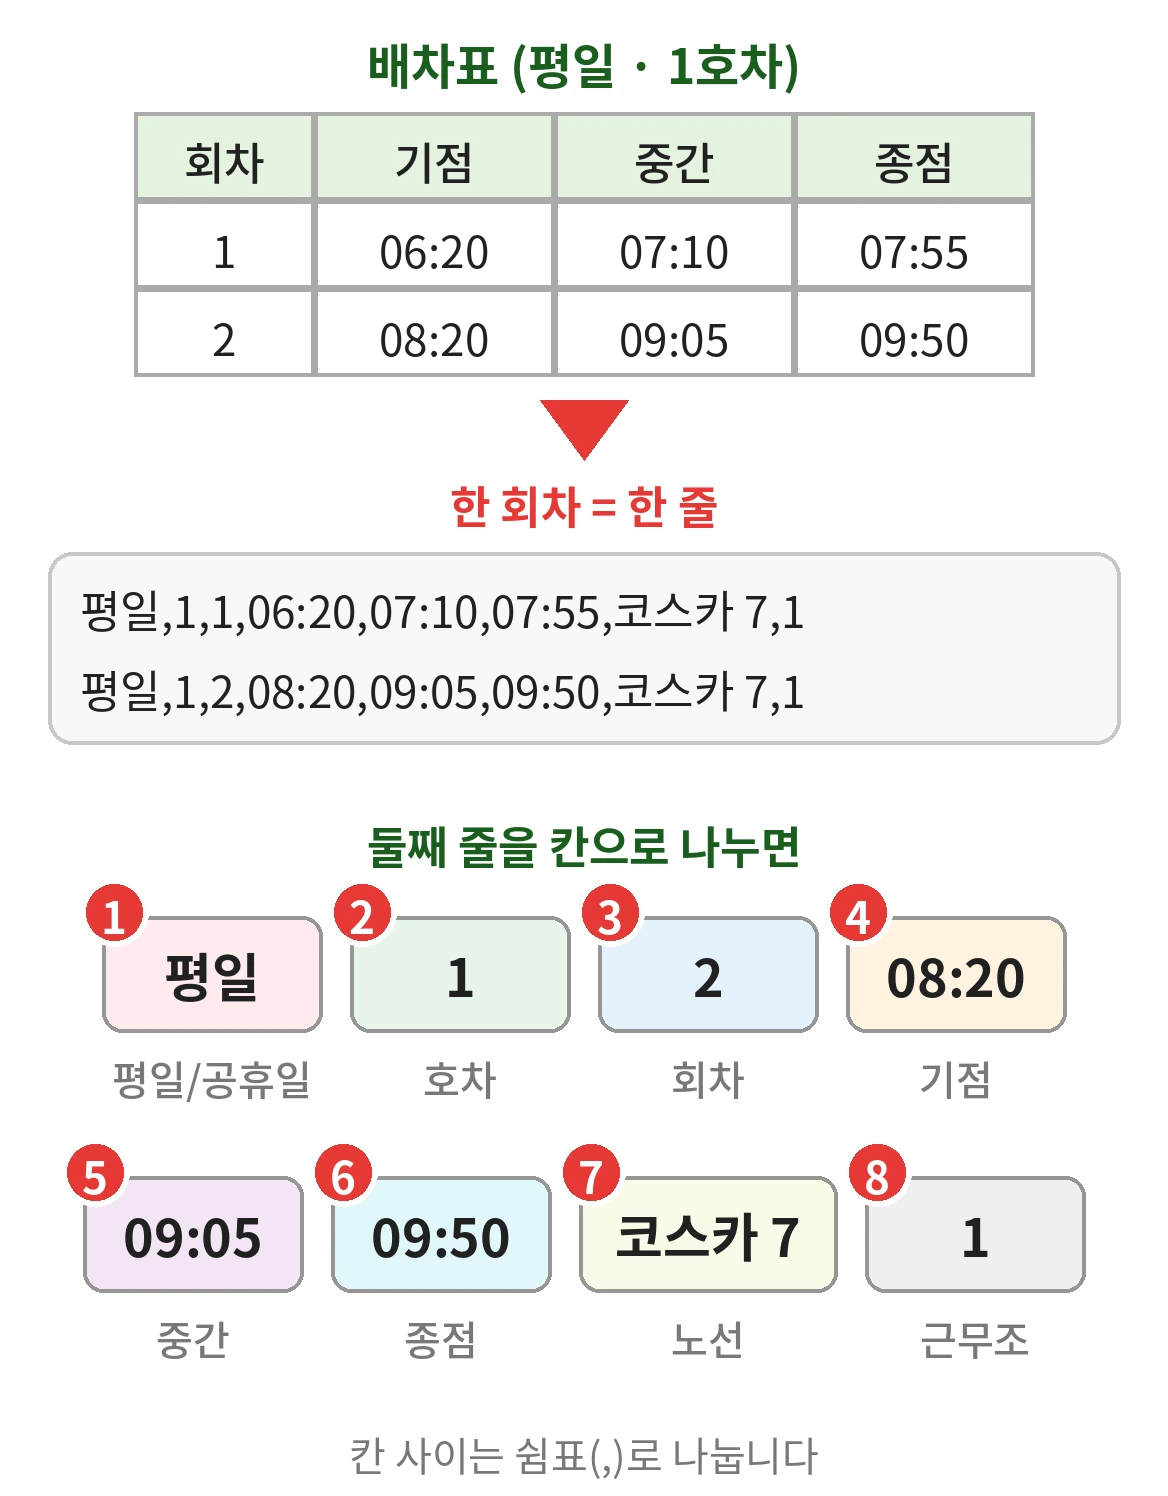 배차표 (평일 · 1호차)
회차 기점 중간 종점
1 06:20 07:10 07:55
2 08:20 09:05 09:50
한 회차 = 한 줄
평일,1,1,06:20,07:10,07:55,코스카 7,1
평일,1,2,08:20,09:05,09:50,코스카 7,1
둘째 줄을 칸으로 나누면
1 2 3 4
평일 1 2 08:20
평일/공휴일 호차 회차 기점
5 6 7 8
09:05 09:50 코스카 7 1
중간 종점 노선 근무조
칸 사이는 쉼표(,)로 나눕니다